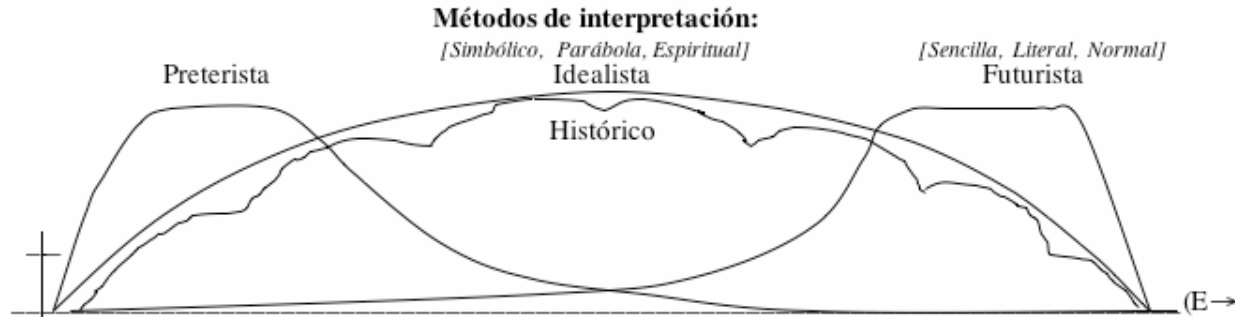 Métodos de interpretación:
[Simbólico, Parábola, Espiritual]
[Sencilla, Literal, Normal]
Preterista
Idealista
Futurista
Histórico
(E→